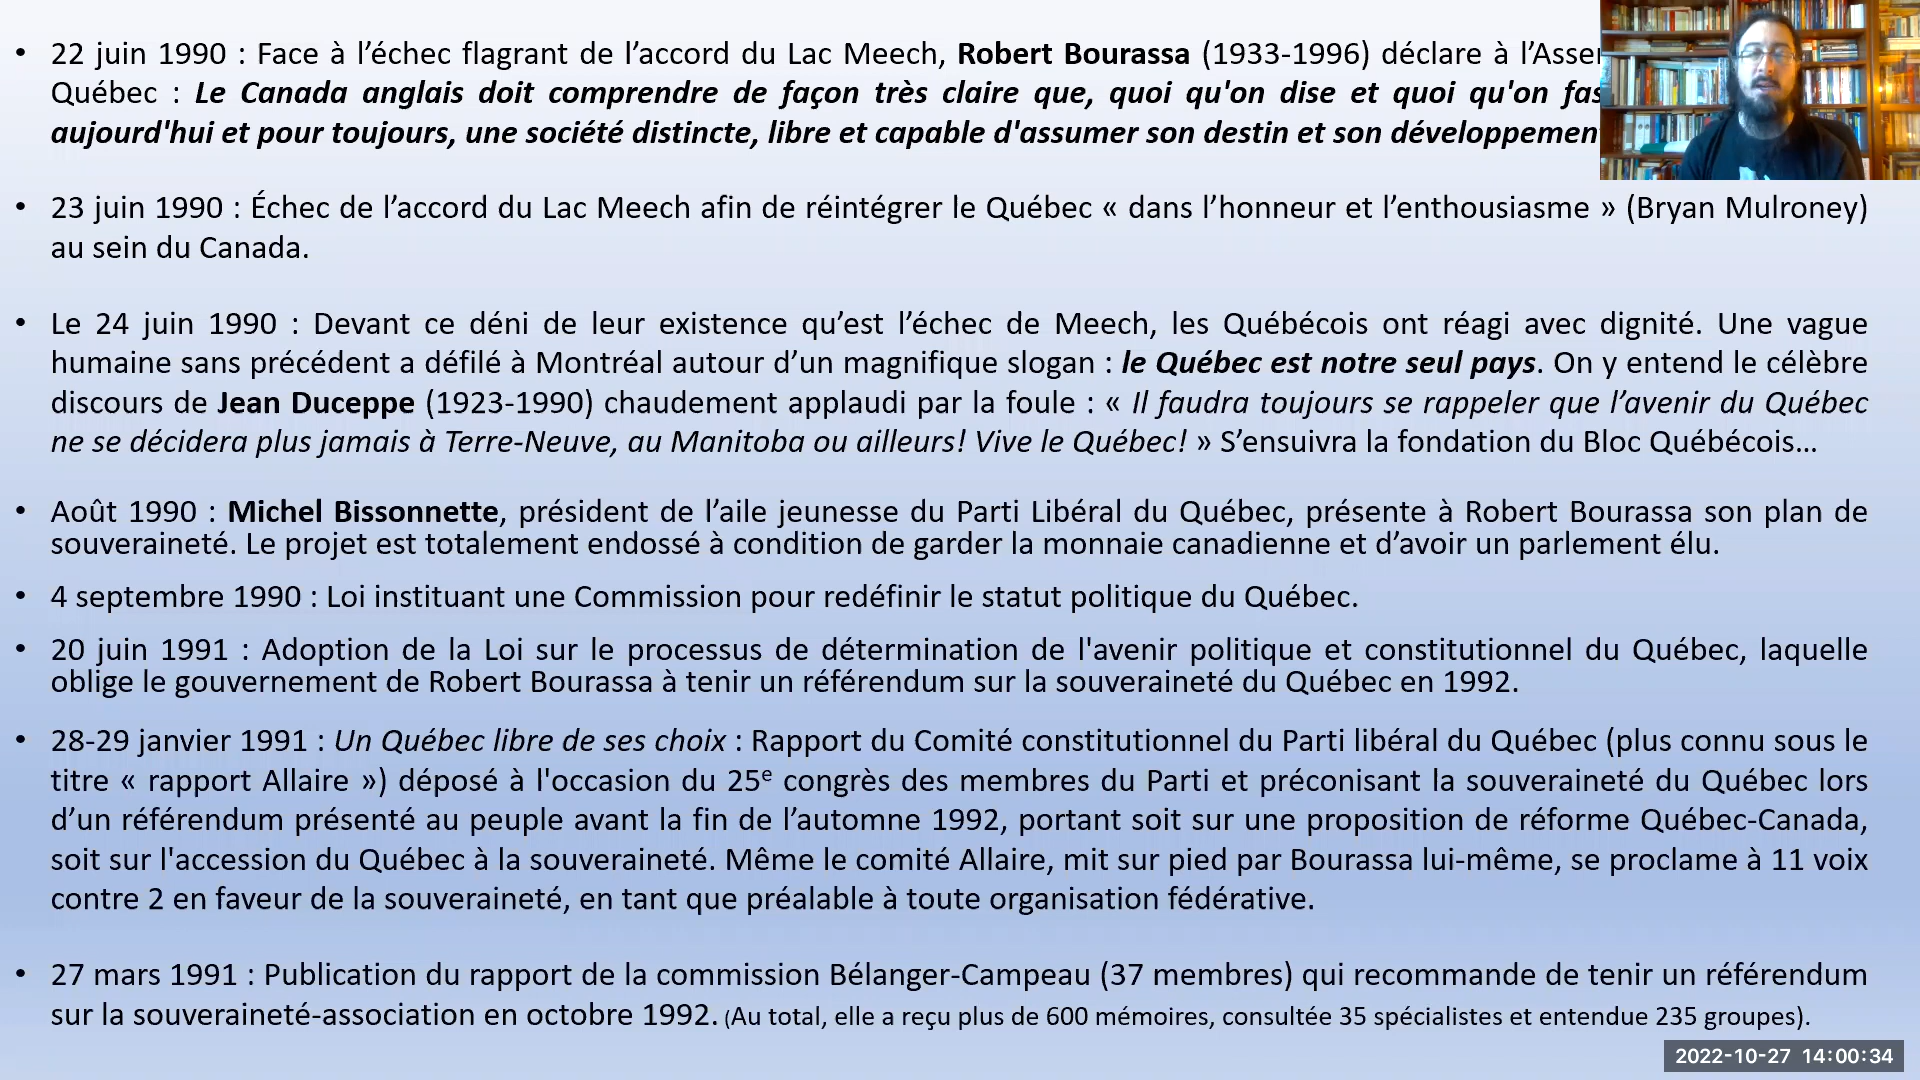 • 22 juin 1990 : Face à l’échec flagrant de l’accord du Lac Meech, Robert Bourassa (1933-1996) déclare à
Québec : Le Canada anglais doit comprendre de façon très claire que, quoi qu'on dise et quoi qu'on
aujourd'hui et pour toujours, une société distincte, libre et capable d'assumer son destin et son
• 23 juin 1990 : Échec de l’accord du Lac Meech afin de réintégrer le Québec « dans l’honneur et l’enthousiasme » (Bryan Mulroney)
au sein du Canada.
• Le 24 juin 1990 : Devant ce déni de leur existence qu’est l’échec de Meech, les Québécois ont réagi avec dignité. Une vague
humaine sans précédent a défilé à Montréal autour d’un magnifique slogan : le Québec est notre seul pays. On y entend le célèbre
discours de Jean Duceppe (1923-1990) chaudement applaudi par la foule : « Il faudra toujours se rappeler que l’avenir du Québec
ne se décidera plus jamais à Terre-Neuve, au Manitoba ou ailleurs! Vive le Québec! » S’ensuivra la fondation du Bloc Québécois…
• Août 1990 : Michel Bissonnette, président de l’aile jeunesse du Parti Libéral du Québec, présente à Robert Bourassa son plan de
souveraineté. Le projet est totalement endossé à condition de garder la monnaie canadienne et d’avoir un parlement élu.
• 4 septembre 1990 : Loi instituant une Commission pour redéfinir le statut politique du Québec.
• 20 juin 1991 : Adoption de la Loi sur le processus de détermination de l'avenir politique et constitutionnel du Québec, laquelle
oblige le gouvernement de Robert Bourassa à tenir un référendum sur la souveraineté du Québec en 1992.
• 28-29 janvier 1991 : Un Québec libre de ses choix : Rapport du Comité constitutionnel du Parti libéral du Québec (plus connu sous le
titre « rapport Allaire ») déposé à l'occasion du 25e congrès des membres du Parti et préconisant la souveraineté du Québec lors
d’un référendum présenté au peuple avant la fin de l’automne 1992, portant soit sur une proposition de réforme Québec-Canada,
soit sur l'accession du Québec à la souveraineté. Même le comité Allaire, mit sur pied par Bourassa lui-même, se proclame à 11 voix
contre 2 en faveur de la souveraineté, en tant que préalable à toute organisation fédérative.
• 27 mars 1991 : Publication du rapport de la commission Bélanger-Campeau (37 membres) qui recommande de tenir un référendum
sur la souveraineté-association en octobre 1992. (Au total, elle a reçu plus de 600 mémoires, consultée 35 spécialistes et entendue 235 groupes).
2022-10-27 14:00:34